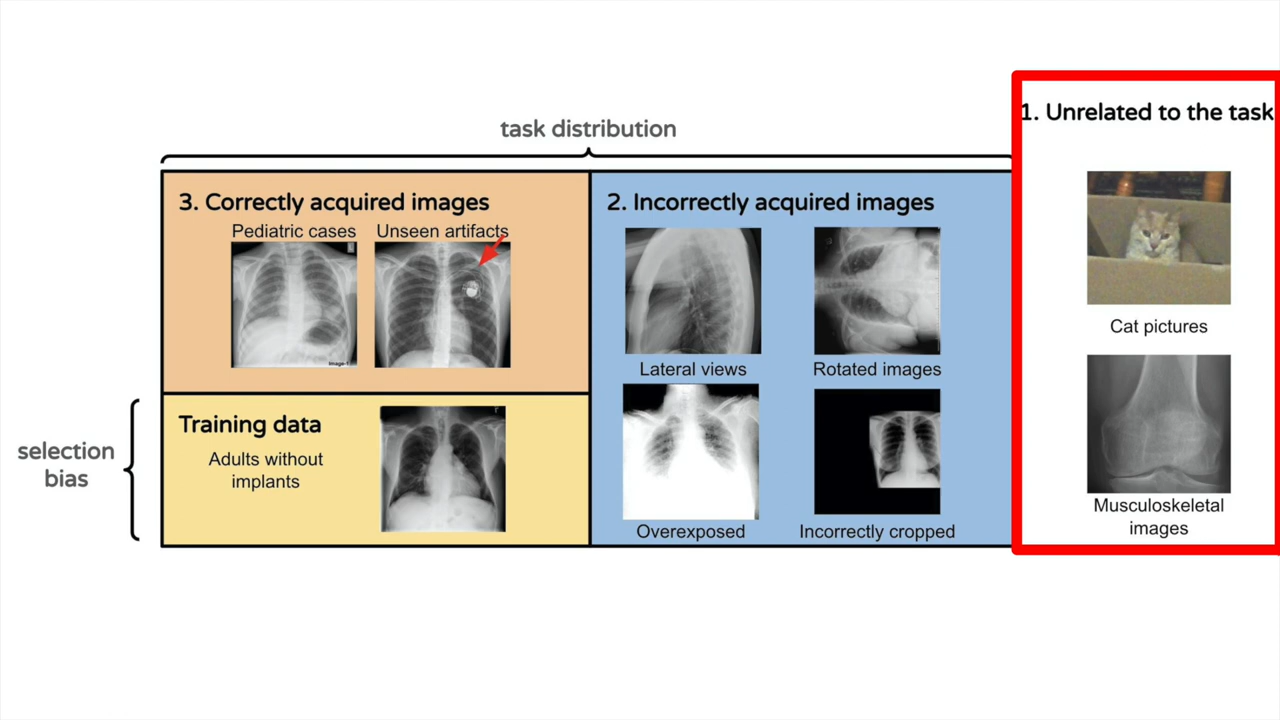 task distribution
1. Unrelated to the task
3. Correctly acquired images
Pediatric cases
Unseen artifacts
2. Incorrectly acquired images
Lateral views
Rotated images
Overexposed
Incorrectly cropped
Cat pictures
Musculoskeletal
images
selection
bias
Training data
Adults without
implants